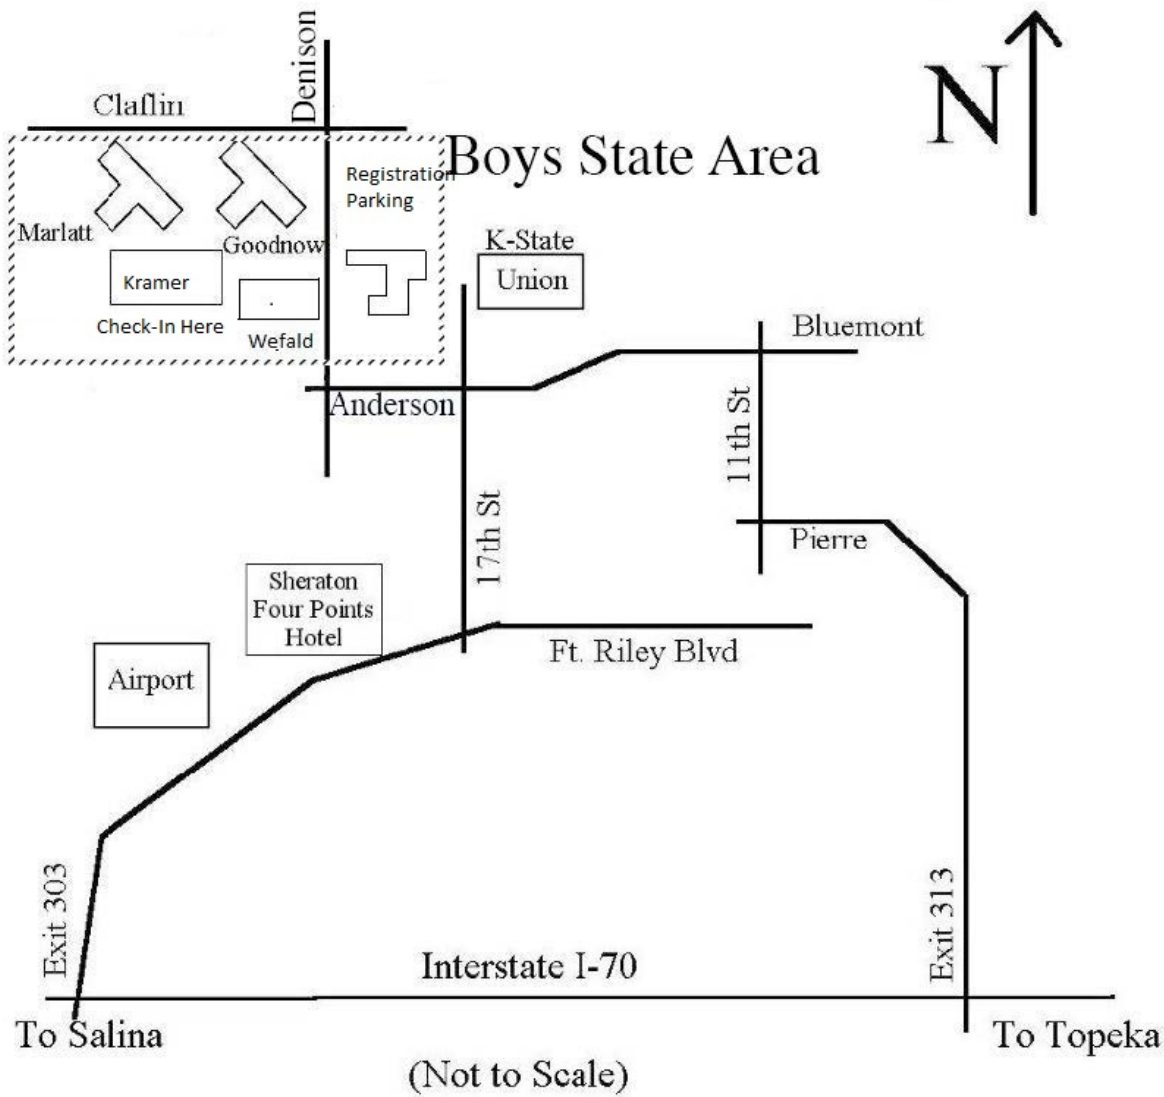 Denison
Claflin
N
Boys State Area
Registration
Parking
Marlatt
Goodnow
K-State
Union
Kramer
Check-In Here
Wefald
Bluemont
Anderson
11th St
17th St
Pierre
Sheraton
Four Points
Hotel
Ft. Riley Blvd
Airport
Exit 303
Exit 313
Interstate I-70
To Salina
To Topeka
(Not to Scale)